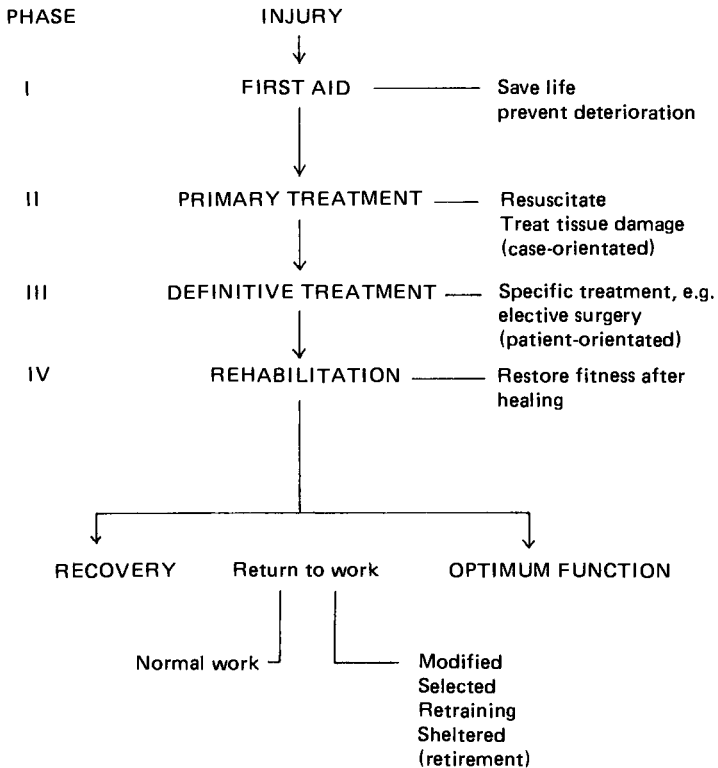 PHASE INJURY
I FIRST AID Save life
prevent deterioration
II PRIMARY TREATMENT Resuscitate
Treat tissue damage
(case-orientated)
III DEFINITIVE TREATMENT Specific treatment, e.g.
elective surgery
(patient-orientated)
IV REHABILITATION Restore fitness after
healing
RECOVERY Return to work OPTIMUM FUNCTION
Normal work Modified
Selected
Retraining
Sheltered
(retirement)